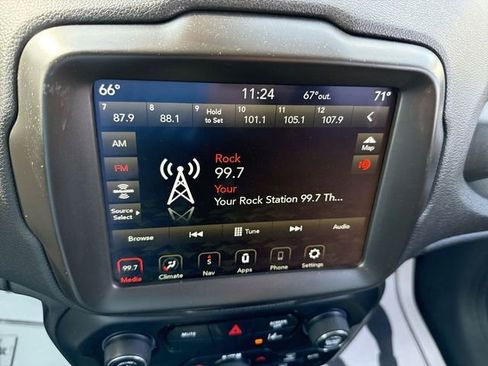 66° 11:24 67°out. 71°
7 8 9 10 11 12
87.9 88.1 Hold to Set 101.1 105.1 107.9
AM
Map
Rock
FM
99.7
Your
Your Rock Station 99.7 Th...
Source Select
Browse Tune Audio
99.7 S
Media Climate Nav Apps Phone Settings
MUTE